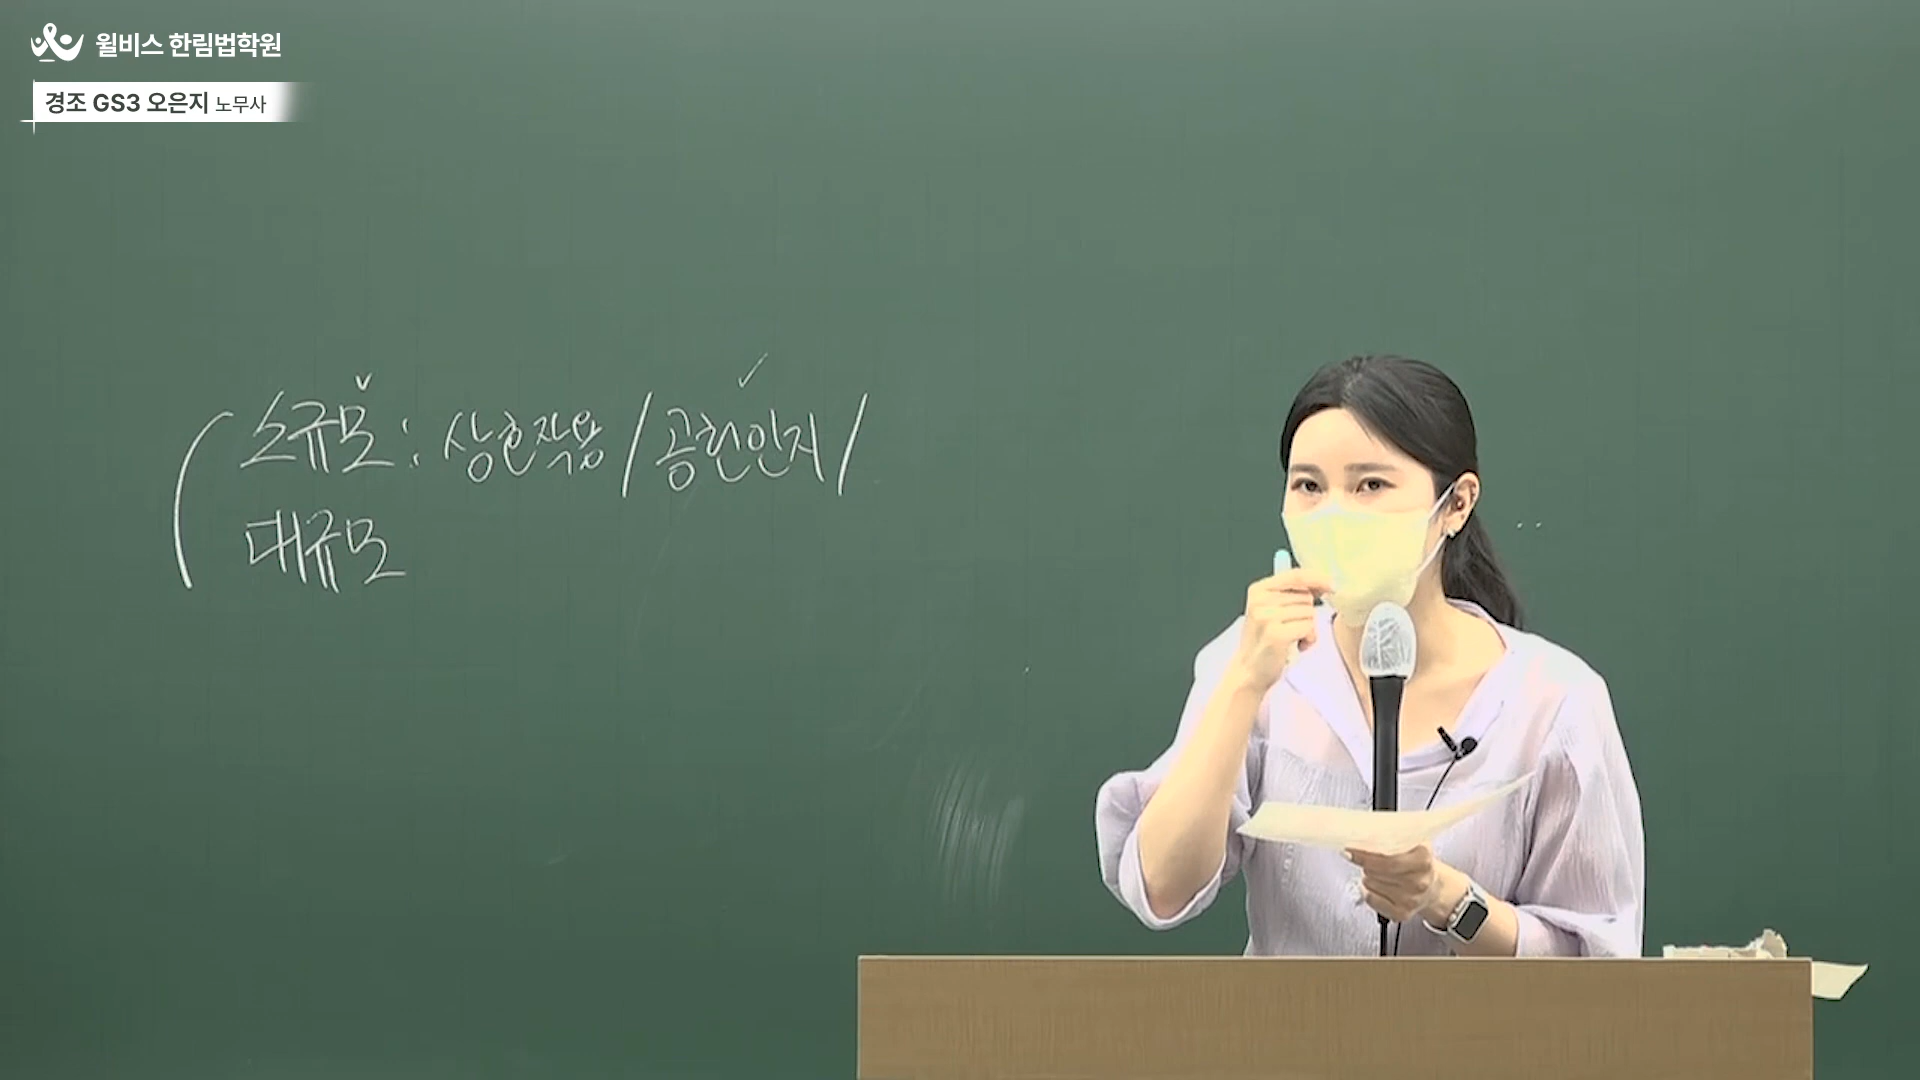 윌비스 한림법학원
경조 GS3 오은지 노무사
소규모 : 상호작용 / 공헌인지 /
대규모